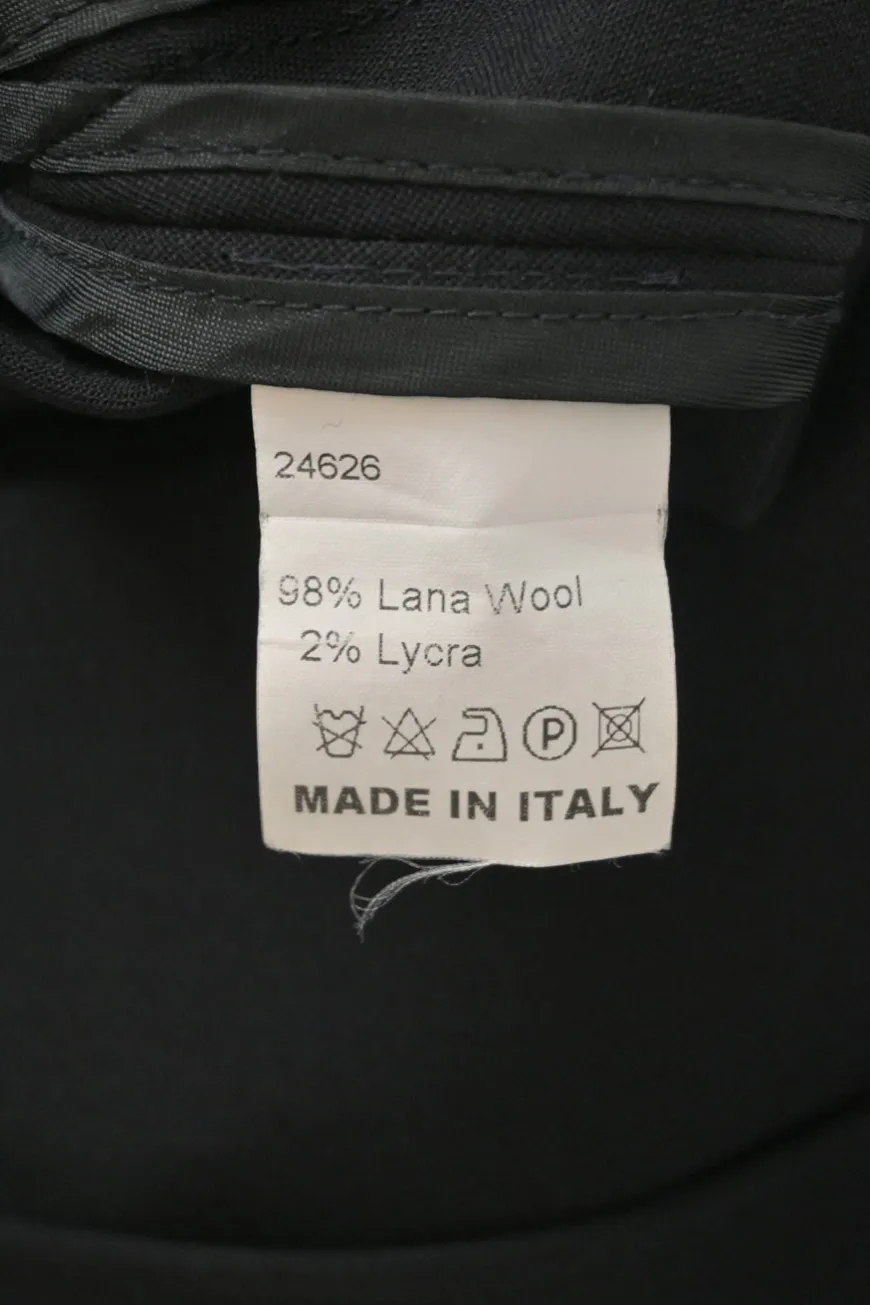 24626
98% Lana Wool
2% Lycra
P
MADE IN ITALY